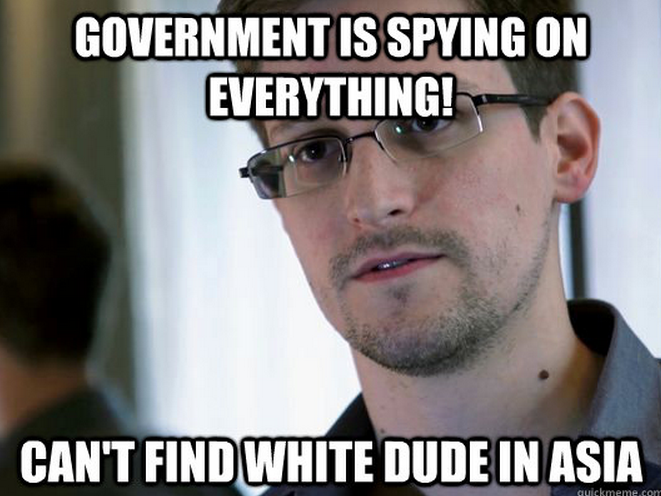 GOVERNMENT IS SPYING ON
EVERYTHING!
CAN'T FIND WHITE DUDE IN ASIA
quickmeme.com